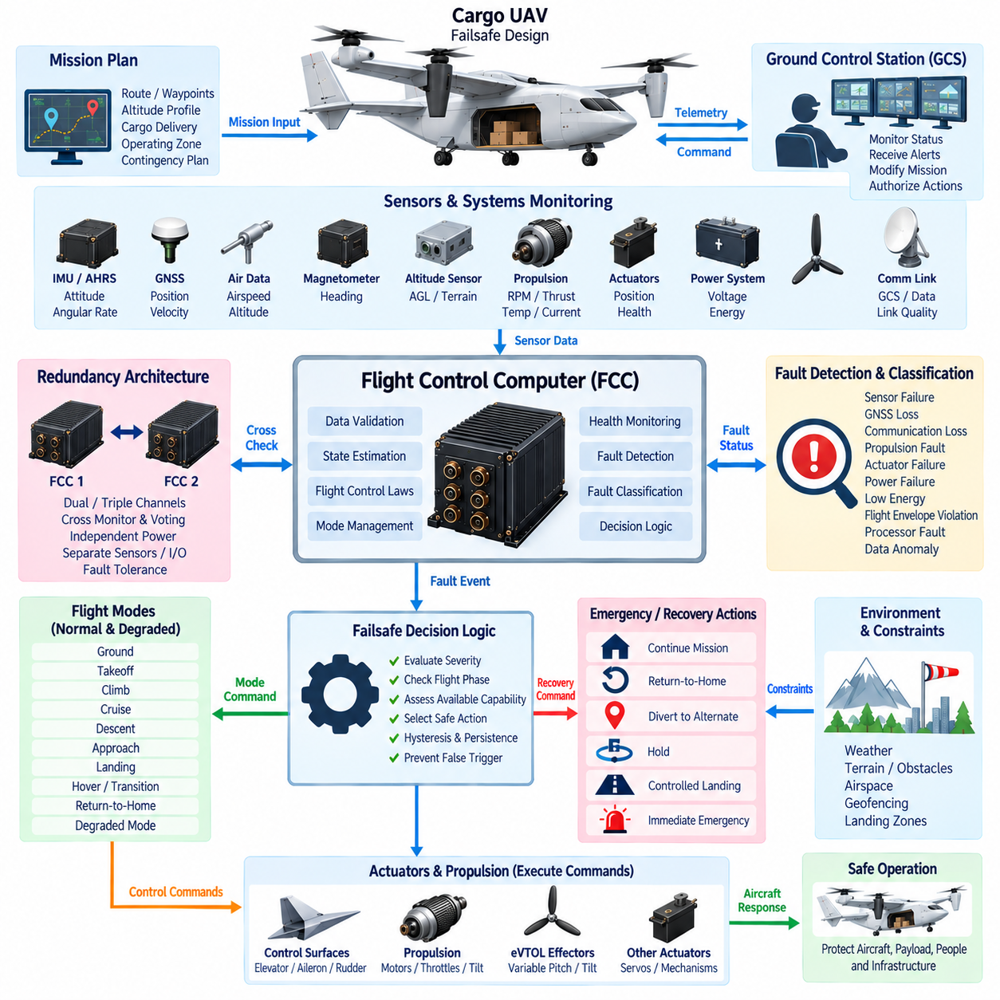 Cargo UAV
Failsafe Design
Mission Plan
Route / Waypoints
Altitude Profile
Cargo Delivery
Operating Zone
Contingency Plan
Mission Input
Telemetry
Command
Ground Control Station (GCS)
Monitor Status
Receive Alerts
Modify Mission
Authorize Actions
Sensors & Systems Monitoring
IMU / AHRS
Attitude
Angular Rate
GNSS
Position
Velocity
Air Data
Airspeed
Altitude
Magnetometer
Heading
Altitude Sensor
AGL / Terrain
Propulsion
RPM / Thrust
Temp / Current
Actuators
Position
Health
Power System
Voltage
Energy
Comm Link
GCS / Data
Link Quality
Sensor Data
Redundancy Architecture
FCC 1
FCC 2
Dual / Triple Channels
Cross Monitor & Voting
Independent Power
Separate Sensors / I/O
Fault Tolerance
Cross
Check
Flight Control Computer (FCC)
Data Validation
State Estimation
Flight Control Laws
Mode Management
Health Monitoring
Fault Detection
Fault Classification
Decision Logic
Fault
Status
Fault Detection & Classification
Sensor Failure
GNSS Loss
Communication Loss
Propulsion Fault
Actuator Failure
Power Failure
Low Energy
Flight Envelope Violation
Processor Fault
Data Anomaly
Fault Event
Flight Modes
(Normal & Degraded)
Ground
Takeoff
Climb
Cruise
Descent
Approach
Landing
Hover / Transition
Return-to-Home
Degraded Mode
Mode
Command
Failsafe Decision Logic
Evaluate Severity
Check Flight Phase
Assess Available Capability
Select Safe Action
Hysteresis & Persistence
Prevent False Trigger
Recovery
Command
Emergency / Recovery Actions
Continue Mission
Return-to-Home
Divert to Alternate
Hold
Controlled Landing
Immediate Emergency
Constraints
Environment
& Constraints
Weather
Terrain / Obstacles
Airspace
Geofencing
Landing Zones
Control Commands
Actuators & Propulsion (Execute Commands)
Control Surfaces
Elevator / Aileron / Rudder
Propulsion
Motors / Throttles / Tilt
eVTOL Effectors
Variable Pitch / Tilt
Other Actuators
Servos / Mechanisms
Aircraft
Response
Safe Operation
Protect Aircraft, Payload, People
and Infrastructure